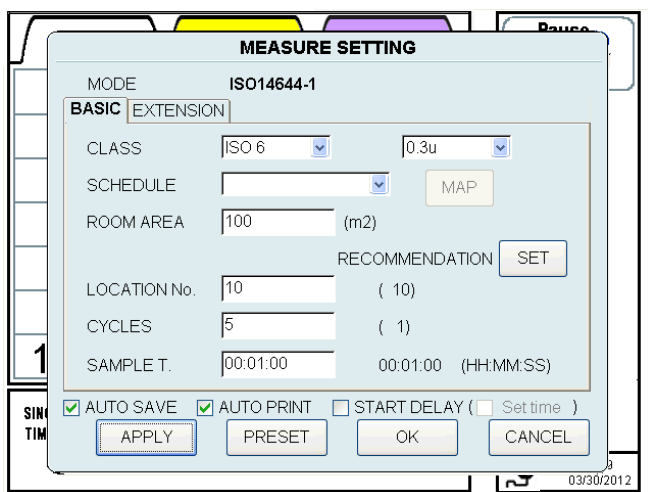 Pause
MEASURE SETTING
MODE ISO14644-1
BASIC EXTENSION
CLASS ISO 6 0.3u
SCHEDULE MAP
ROOM AREA 100 (m2)
RECOMMENDATION SET
LOCATION No. 10 ( 10)
CYCLES 5 ( 1)
1 SAMPLE T. 00:01:00 00:01:00 (HH:MM:SS)
AUTO SAVE AUTO PRINT START DELAY ( Set time )
TIM APPLY PRESET OK CANCEL
03/30/2012